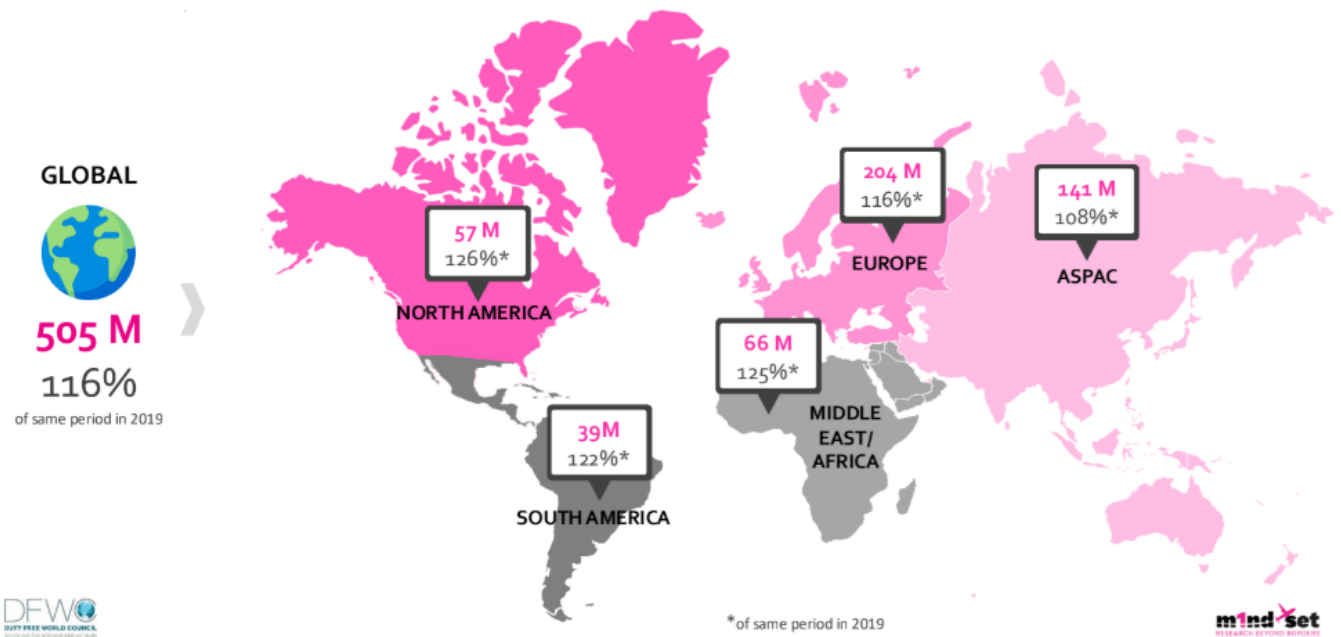 GLOBAL
505 M
116%
of same period in 2019
57 M
126%*
NORTH AMERICA
39M
122%*
SOUTH AMERICA
204 M
116%*
EUROPE
66 M
125%*
MIDDLE
EAST/
AFRICA
141 M
108%*
ASPAC
*of same period in 2019
DFWC
DUTY FREE WORLD COUNCIL
m1nd set
RESEARCH BEYOND BORDERS